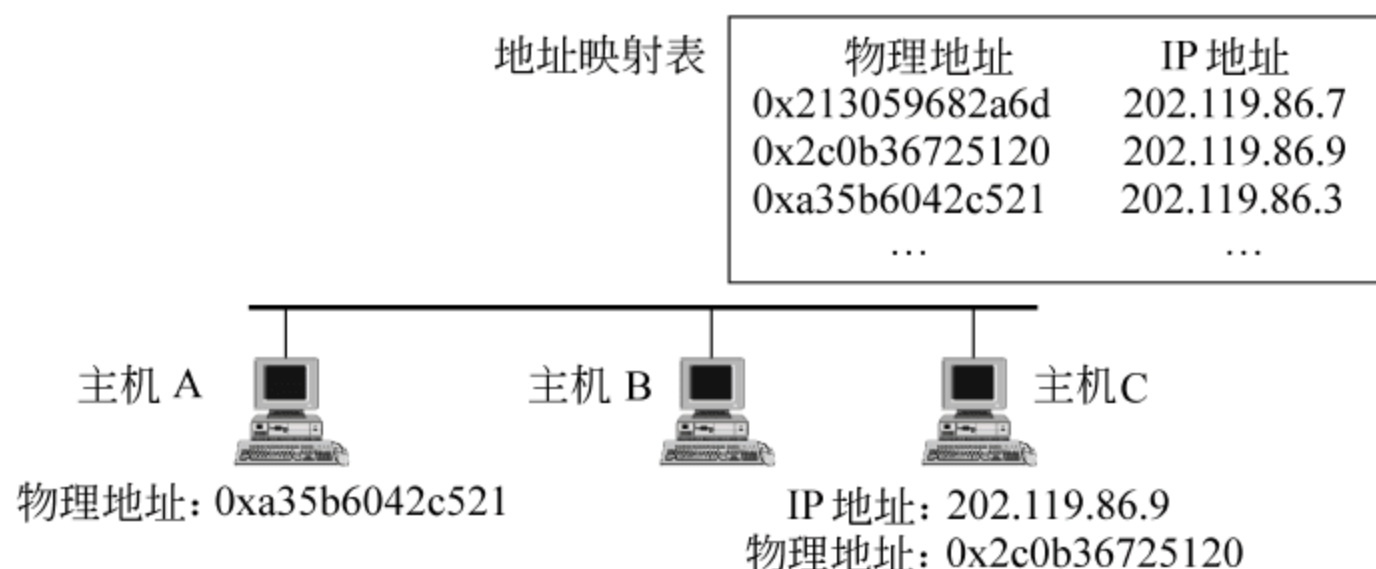 地址映射表
物理地址 IP 地址
0x213059682a6d 202.119.86.7
0x2c0b36725120 202.119.86.9
0xa35b6042c521 202.119.86.3
… …
主机 A
主机 B
主机C
物理地址：0xa35b6042c521
IP 地址：202.119.86.9
物理地址：0x2c0b36725120